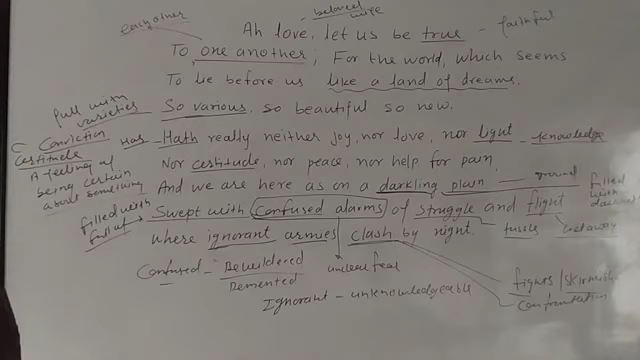 each other
beloved wife
Ah love, let us be true - faithful
To one another; For the world, which seems
To lie before us like a land of dreams.
Full with varieties
So various, so beautiful so new.
Conviction
Has - Hath really neither joy, nor love, nor light - knowledge
A feeling of being certain about something
Nor certitude, nor peace, nor help for pain,
And we are here as on a darkling plain - ground
filled with
filled with
Swept with confused alarms of struggle and flight
where ignorant armies clash by night.
tussle
getaway
Confused - Bewildered
Demented
unclear fear
Ignorant - unknowledgeable
fights / skirmish
confrontation